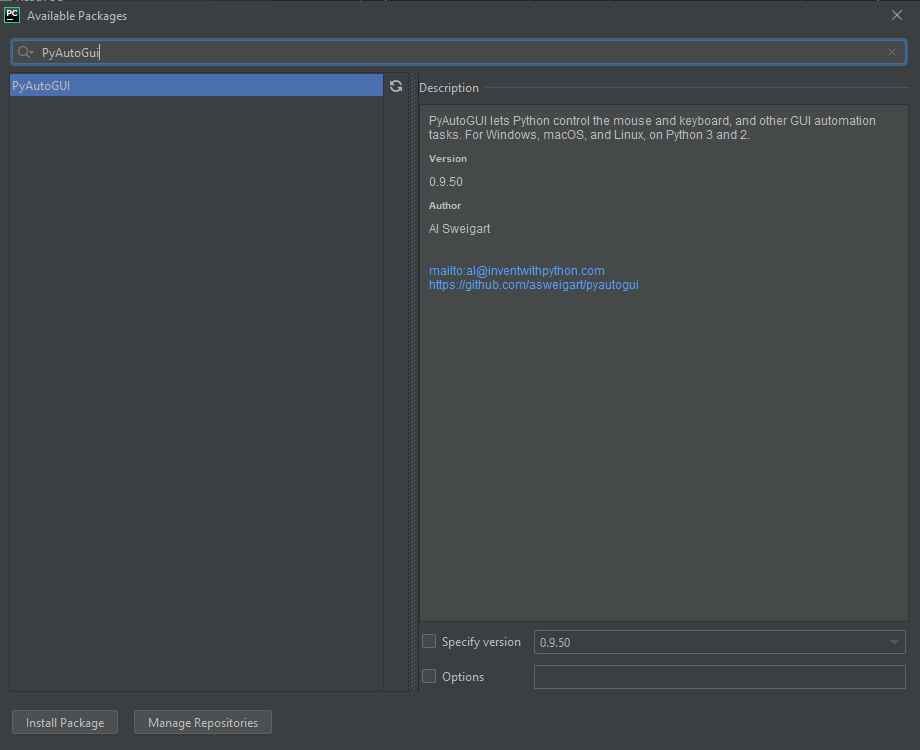 PC Available Packages
PyAutoGui
PyAutoGUI
Description
PyAutoGUI lets Python control the mouse and keyboard, and other GUI automation
tasks. For Windows, macOS, and Linux, on Python 3 and 2.
Version
0.9.50
Author
Al Sweigart
mailto:al@inventwithpython.com
https://github.com/asweigart/pyautogui
Specify version 0.9.50
Options
Install Package Manage Repositories